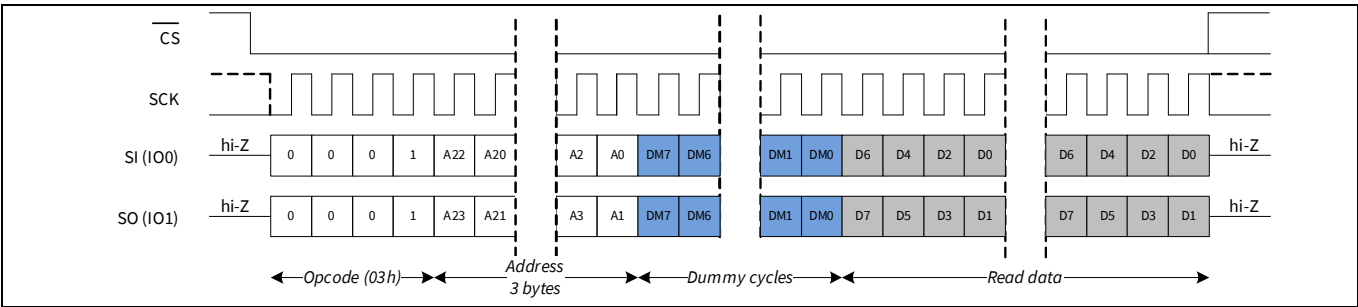 CS
SCK
SI (IO0) hi-Z 0 0 0 1 A22 A20 A2 A0 DM7 DM6 DM1 DM0 D6 D4 D2 D0 D6 D4 D2 D0 hi-Z
SO (IO1) hi-Z 0 0 0 1 A23 A21 A3 A1 DM7 DM6 DM1 DM0 D7 D5 D3 D1 D7 D5 D3 D1 hi-Z
Opcode (03h) Address 3 bytes Dummy cycles Read data